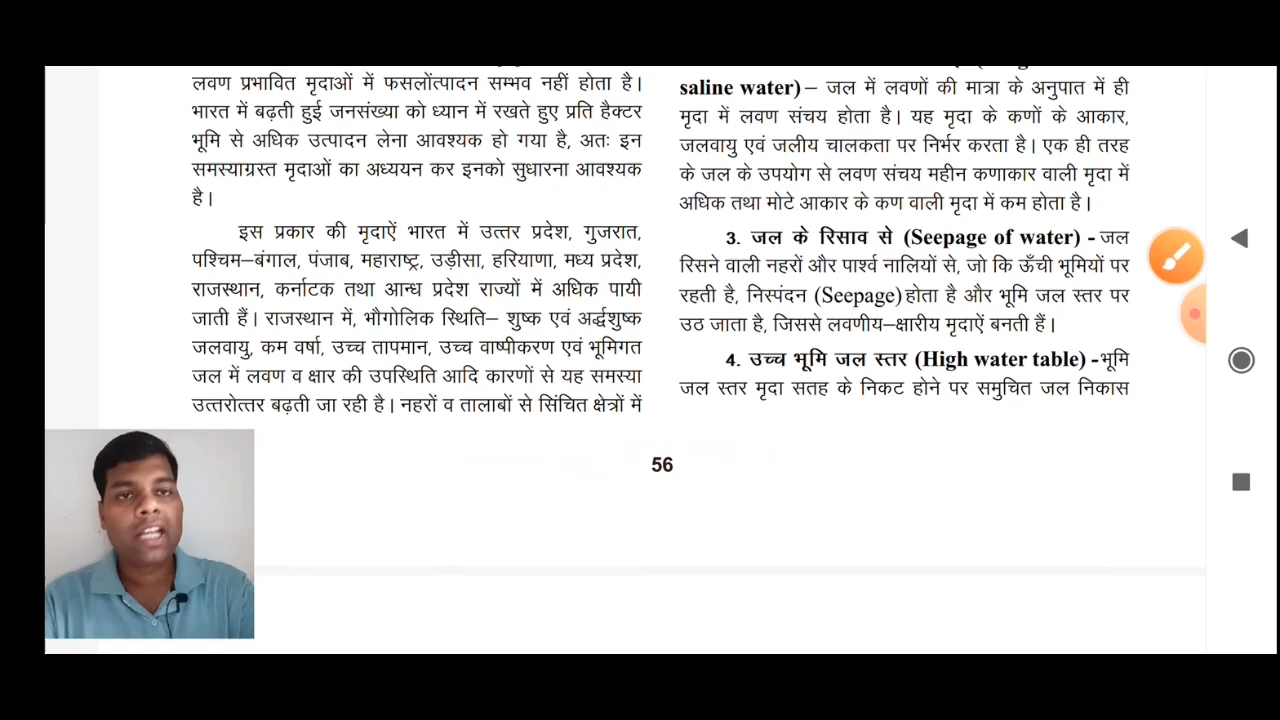 लवण प्रभावित मृदाओं में फसलोंत्पादन सम्भव नहीं होता है।
भारत में बढ़ती हुई जनसंख्या को ध्यान में रखते हुए प्रति हैक्टर
भूमि से अधिक उत्पादन लेना आवश्यक हो गया है, अतः इन
समस्याग्रस्त मृदाओं का अध्ययन कर इनको सुधारना आवश्यक
है।
इस प्रकार की मृदाऐं भारत में उत्तर प्रदेश, गुजरात,
पश्चिम–बंगाल, पंजाब, महाराष्ट्र, उड़ीसा, हरियाणा, मध्य प्रदेश,
राजस्थान, कर्नाटक तथा आन्ध प्रदेश राज्यों में अधिक पायी
जाती हैं। राजस्थान में, भौगोलिक स्थिति– शुष्क एवं अर्द्धशुष्क
जलवायु, कम वर्षा, उच्च तापमान, उच्च वाष्पीकरण एवं भूमिगत
जल में लवण व क्षार की उपस्थिति आदि कारणों से यह समस्या
उत्तरोत्तर बढ़ती जा रही है। नहरों व तालाबों से सिंचित क्षेत्रों में
saline water) – जल में लवणों की मात्रा के अनुपात में ही
मृदा में लवण संचय होता है। यह मृदा के कणों के आकार,
जलवायु एवं जलीय चालकता पर निर्भर करता है। एक ही तरह
के जल के उपयोग से लवण संचय महीन कणाकार वाली मृदा में
अधिक तथा मोटे आकार के कण वाली मृदा में कम होता है।
3. जल के रिसाव से (Seepage of water) - जल
रिसने वाली नहरों और पार्श्व नालियों से, जो कि ऊँची भूमियों पर
रहती है, निस्पंदन (Seepage) होता है और भूमि जल स्तर पर
उठ जाता है, जिससे लवणीय–क्षारीय मृदाऐं बनती हैं।
4. उच्च भूमि जल स्तर (High water table) -भूमि
जल स्तर मृदा सतह के निकट होने पर समुचित जल निकास
56